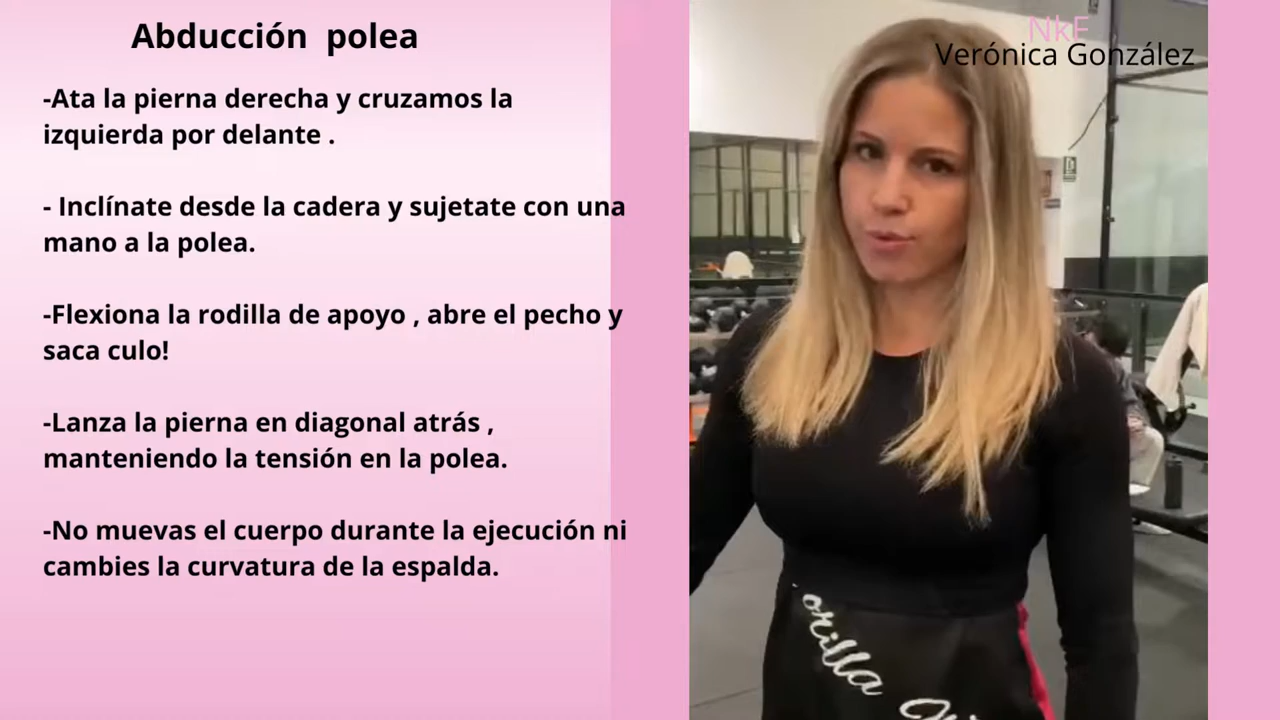 Abducción polea
-Ata la pierna derecha y cruzamos la
izquierda por delante .
- Inclínate desde la cadera y sujetate con una
mano a la polea.
-Flexiona la rodilla de apoyo , abre el pecho y
saca culo!
-Lanza la pierna en diagonal atrás ,
manteniendo la tensión en la polea.
-No muevas el cuerpo durante la ejecución ni
cambies la curvatura de la espalda.
NkF
Verónica González
orilla